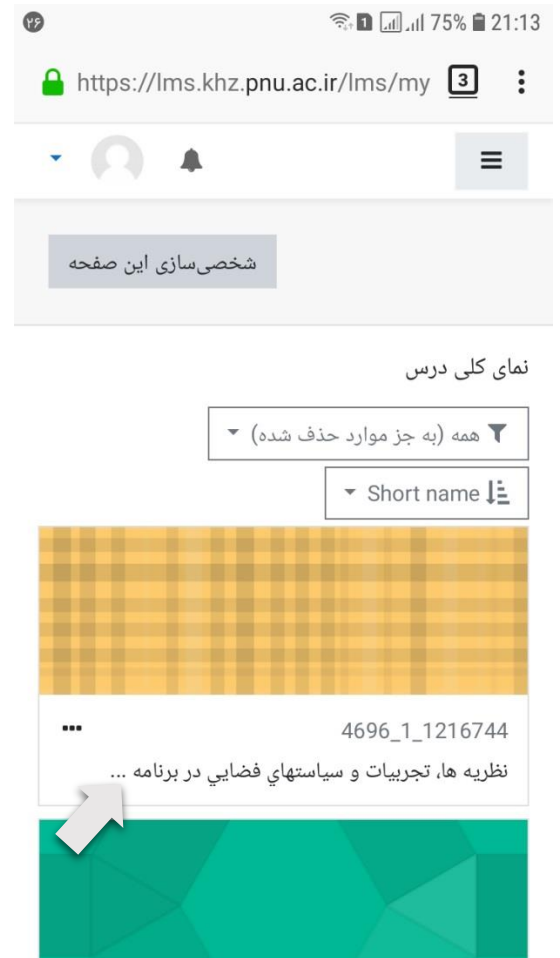 ۲۶ 1 75% 21:13
https://lms.khz.pnu.ac.ir/lms/my 3
شخصی‌سازی این صفحه
نمای کلی درس
همه (به جز موارد حذف شده)
Short name
4696_1_1216744
نظریه ها، تجربیات و سیاستهاي فضايي در برنامه ...